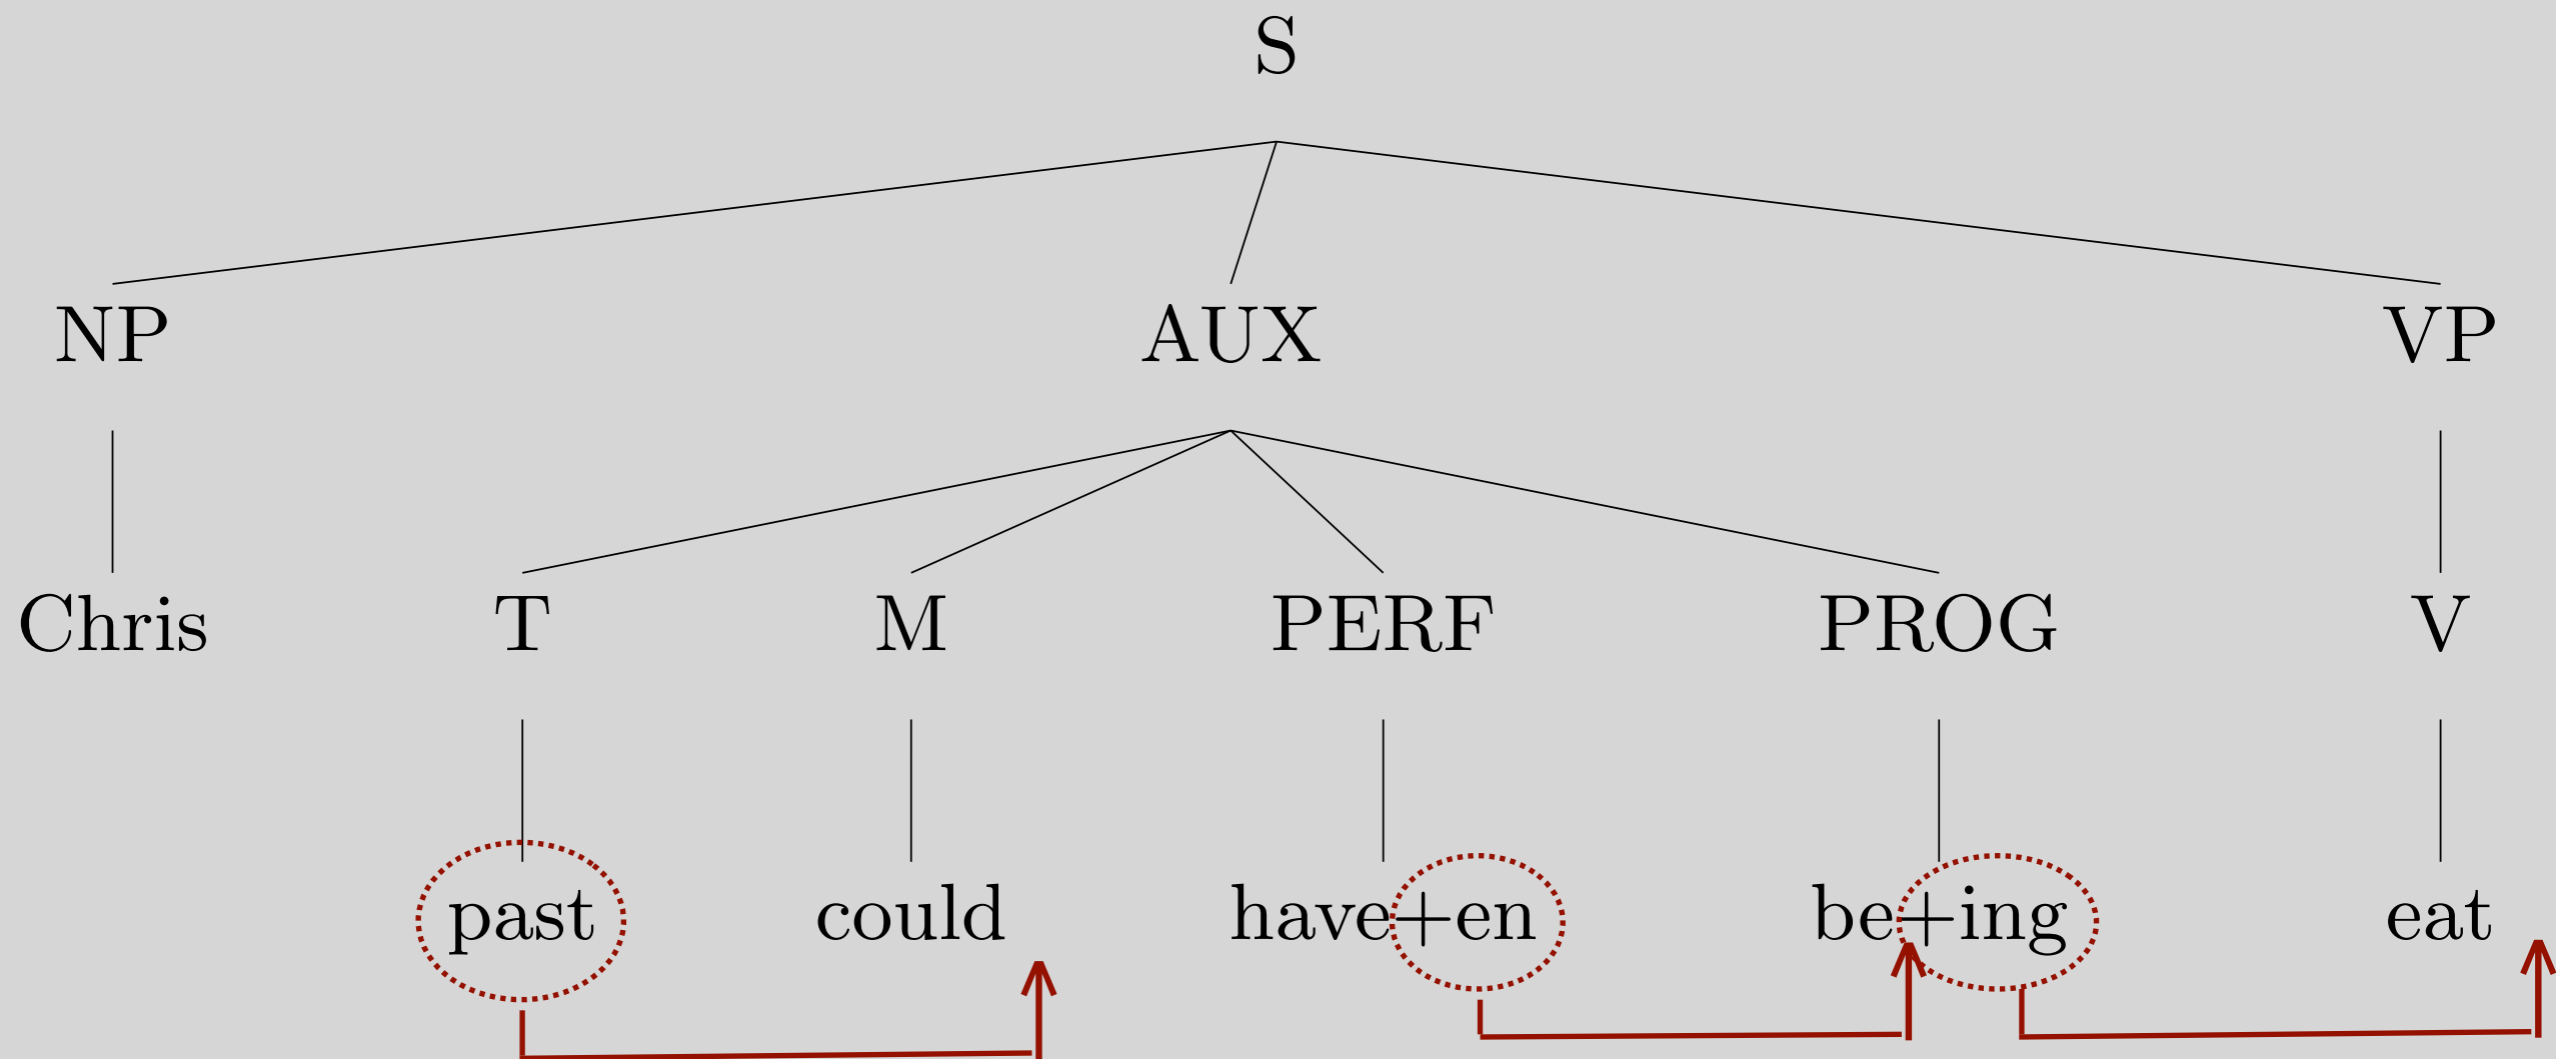 S
NP AUX VP
Chris T M PERF PROG V
past could have+en be+ing eat